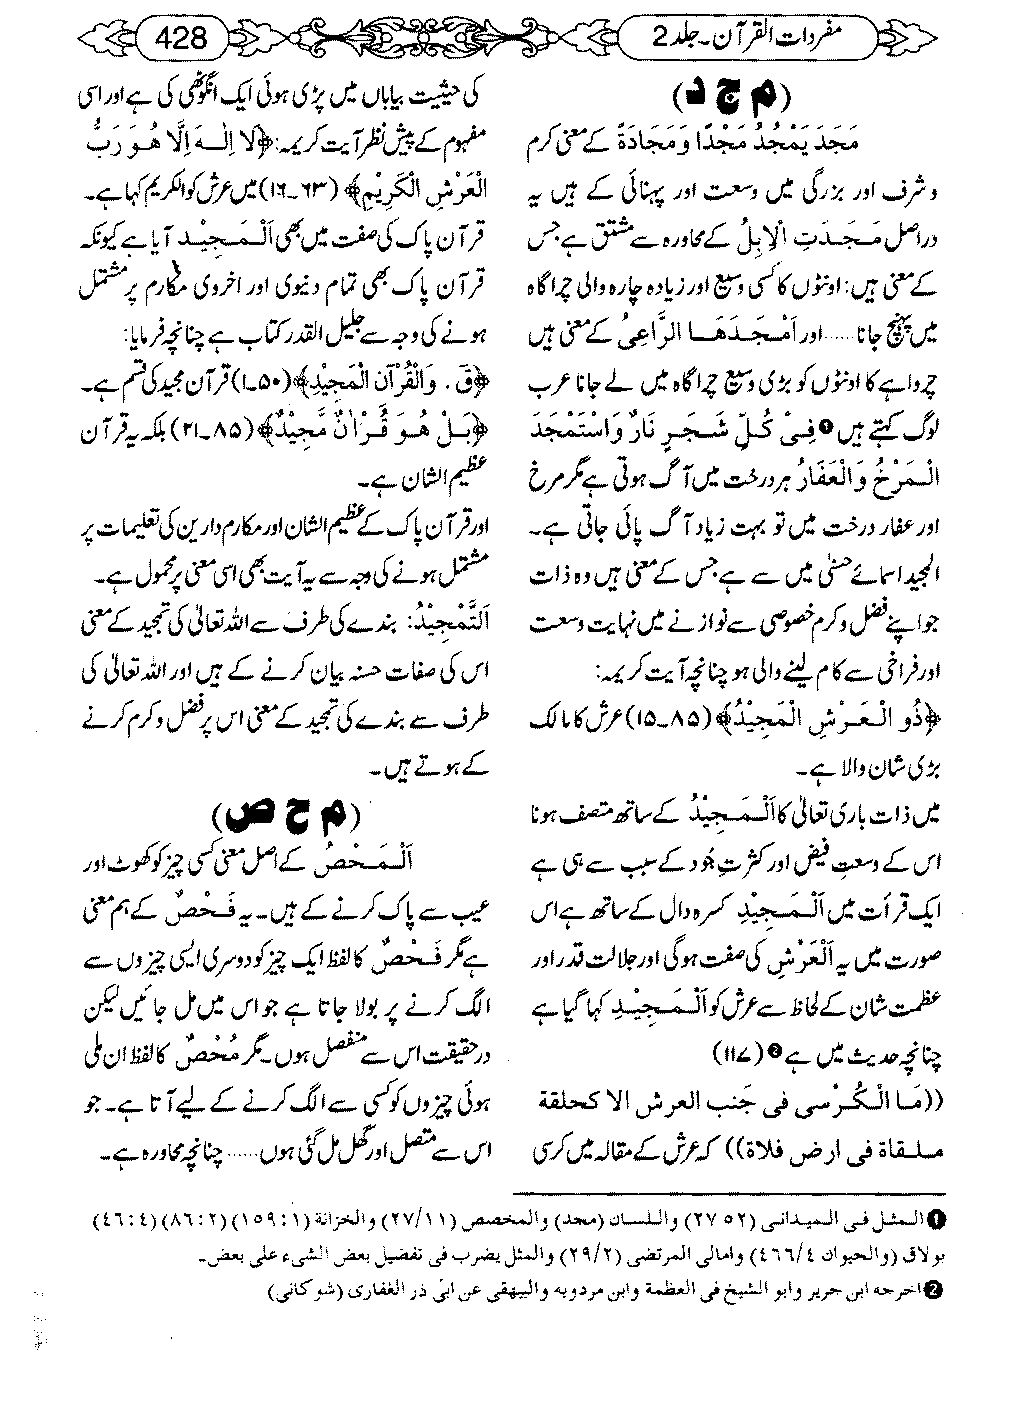 مفردات القرآن۔جلد 2
428
(م ج د)
مَجَدَ یَمْجُدُ مَجْدًا وَمَجَادَةً کے معنی کرم
و شرف اور بزرگی میں وسعت اور پہنائی کے ہیں یہ
دراصل مَجَدَتِ الْاِبِلُ کے محاورہ سے مشتق ہے جس
کے معنی ہیں: اونٹوں کا کسی وسیع اور زیادہ چارہ والی چراگاہ
میں پہنچ جانا......اور اَمْجَدَهَا الرَّاعِیُ کے معنی ہیں
چرواہے کا اونٹوں کو بڑی وسیع چراگاہ میں لے جانا عرب
لوگ کہتے ہیں ❶ فِیْ کُلِّ شَجَرٍ نَارٌ وَاسْتَمْجَدَ
الْمَرْخُ وَالْعَفَارُ ہر درخت میں آگ ہوتی ہے مگر مرخ
اور عفار درخت میں تو بہت زیاد آگ پائی جاتی ہے۔
المجید اسمائے حسنیٰ میں سے ہے جس کے معنی ہیں وہ ذات
جو اپنے فضل و کرم خصوصی سے نوازنے میں نہایت وسعت
اور فراخی سے کام لینے والی ہو چنانچہ آیت کریمہ:
﴿ذُو الْعَرْشِ الْمَجِیْدُ﴾ (۸۵۔۱۵) عرش کا مالک
بڑی شان والا ہے۔
میں ذات باری تعالیٰ کا اَلْمَجِیْدُ کے ساتھ متصف ہونا
اس کے وسعتِ فیض اور کثرتِ جُود کے سبب سے ہی ہے
ایک قرأت میں اَلْمَجِیْدِ کسرہ دال کے ساتھ ہے اس
صورت میں یہ اَلْعَرْشِ کی صفت ہوگی اور جلالت قدر اور
عظمت شان کے لحاظ سے عرش کو اَلْمَجِیْدِ کہا گیا ہے
چنانچہ حدیث میں ہے ❷ (۱۱۷)
((مَا الْکُرْسی فی جَنب العرش الا کحلقة
ملقاة فی ارض فلاة)) کہ عرش کے مقالہ میں کرسی
کی حیثیت بیاباں میں پڑی ہوئی ایک انگوٹھی کی ہے اور اسی
مفہوم کے پیش نظر آیت کریمہ: ﴿لَا اِلٰهَ اِلَّا هُوَ رَبُّ
الْعَرْشِ الْکَرِیْمِ﴾ (۶۳۔۱۶) میں عرش کو الکریم کہا ہے۔
قرآن پاک کی صفت میں بھی اَلْمَجِیْد آیا ہے کیونکہ
قرآن پاک بھی تمام دنیوی اور اخروی مکارم پر مشتمل
ہونے کی وجہ سے جلیل القدر کتاب ہے چنانچہ فرمایا:
﴿قٓ . وَالْقُرْآنِ الْمَجِیْدِ﴾ (۵۰۔۱) قرآن مجید کی قسم ہے۔
﴿بَلْ هُوَ قُرْاٰنٌ مَّجِیْدٌ﴾ (۸۵۔۲۱) بلکہ یہ قرآن
عظیم الشان ہے۔
اور قرآن پاک کے عظیم الشان اور مکارم دارین کی تعلیمات پر
مشتمل ہونے کی وجہ سے یہ آیت بھی اسی معنی پر محمول ہے۔
اَلتَّمْجِیْدُ: بندے کی طرف سے اللہ تعالیٰ کی تمجید کے معنی
اس کی صفات حسنہ بیان کرنے کے ہیں اور اللہ تعالیٰ کی
طرف سے بندے کی تمجید کے معنی اس پر فضل و کرم کرنے
کے ہوتے ہیں۔
(م ح ص)
اَلْمَحْصُ کے اصل معنی کسی چیز کو کھوٹ اور
عیب سے پاک کرنے کے ہیں۔ یہ فَحْصٌ کے ہم معنی
ہے مگر فَحْصٌ کا لفظ ایک چیز کو دوسری ایسی چیزوں سے
الگ کرنے پر بولا جاتا ہے جو اس میں مل جائیں لیکن
درحقیقت اس سے منفصل ہوں۔ مگر مُحْصٌ کا لفظ ان ملی
ہوئی چیزوں کو کسی سے الگ کرنے کے لیے آتا ہے۔ جو
اس سے متصل اور گھل مل گئی ہوں......چنانچہ محاورہ ہے۔
❶ المثل فی المیدانی (۲۷۵۲) واللسان (مجد) والمخصص (۲۷/۱۱) والخزانة (۱: ۱۵۹) (۲: ۸۶) (٤: ٤٦)
بولاق (والحیوان ٤/٤٦٦) وامالی المرتضی (۲۹/۲) والمثل یضرب فی تفضیل بعض الشیء علی بعض۔
❷ اخرجه ابن جریر وابو الشیخ فی العظمة وابن مردویه والبیهقی عن ابی ذر الغفاری (شوکانی)